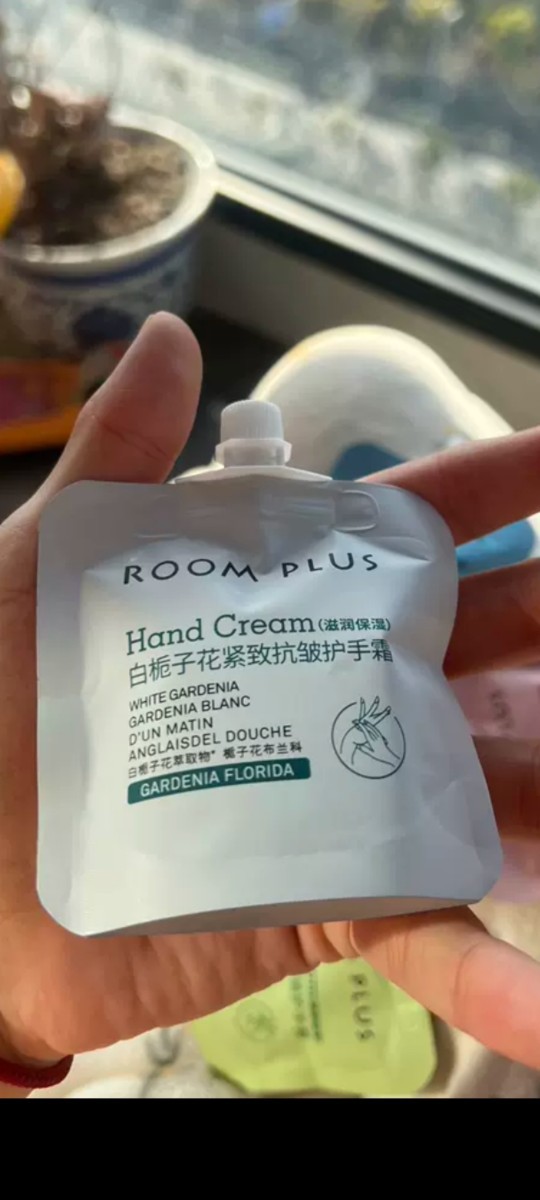 ROOM PLUS
Hand Cream(滋润保湿)
白栀子花紧致抗皱护手霜
WHITE GARDENIA
GARDENIA BLANC
D'UN MATIN
ANGLAISDEL DOUCHE
白栀子花萃取物* 栀子花布兰科
GARDENIA FLORIDA
PLUS